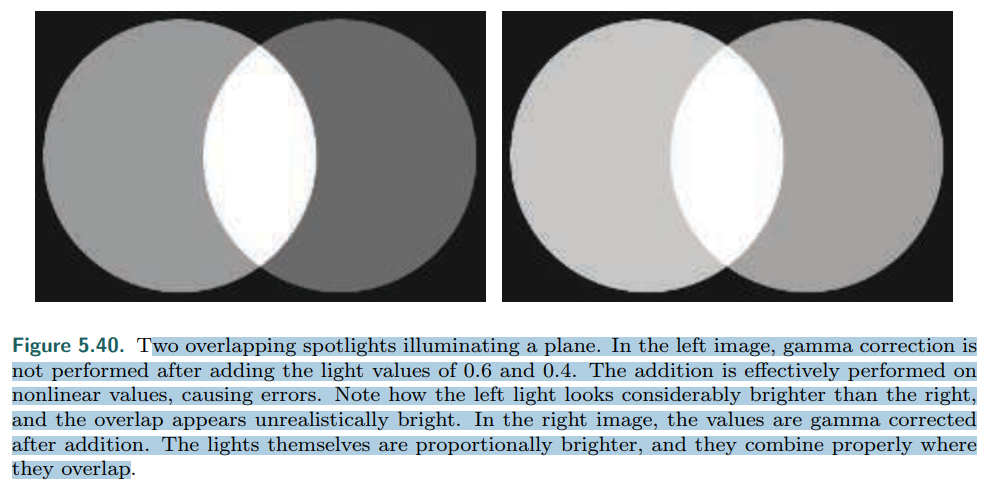 Figure 5.40. Two overlapping spotlights illuminating a plane. In the left image, gamma correction is
not performed after adding the light values of 0.6 and 0.4. The addition is effectively performed on
nonlinear values, causing errors. Note how the left light looks considerably brighter than the right,
and the overlap appears unrealistically bright. In the right image, the values are gamma corrected
after addition. The lights themselves are proportionally brighter, and they combine properly where
they overlap.